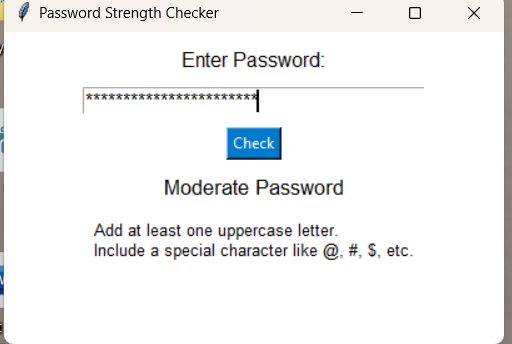 Password Strength Checker
Enter Password:
***********************
Check
Moderate Password
Add at least one uppercase letter.
Include a special character like @, #, $, etc.